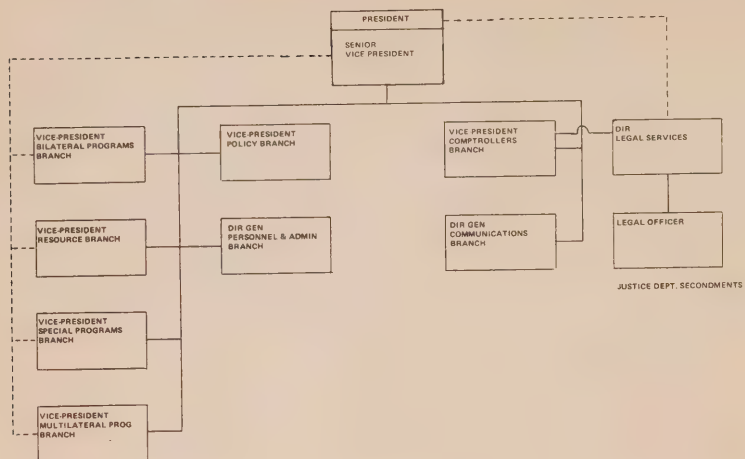 PRESIDENT
SENIOR
VICE PRESIDENT
VICE-PRESIDENT
BILATERAL PROGRAMS
BRANCH
VICE-PRESIDENT
POLICY BRANCH
VICE PRESIDENT
COMPTROLLERS
BRANCH
DIR
LEGAL SERVICES
VICE-PRESIDENT
RESOURCE BRANCH
DIR GEN
PERSONNEL & ADMIN
BRANCH
DIR GEN
COMMUNICATIONS
BRANCH
LEGAL OFFICER
JUSTICE DEPT. SECONDMENTS
VICE-PRESIDENT
SPECIAL PROGRAMS
BRANCH
VICE-PRESIDENT
MULTILATERAL PROG
BRANCH